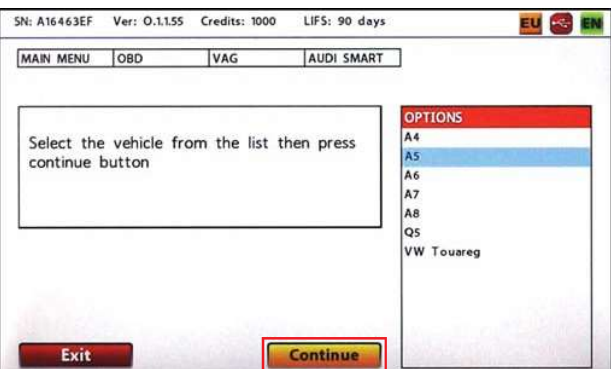 SN: A16463EF Ver: O.1.1.55 Credits: 1000 LIFS: 90 days EU EN
MAIN MENU OBD VAG AUDI SMART
Select the vehicle from the list then press
continue button
OPTIONS
A4
A5
A6
A7
A8
Q5
VW Touareg
Exit Continue